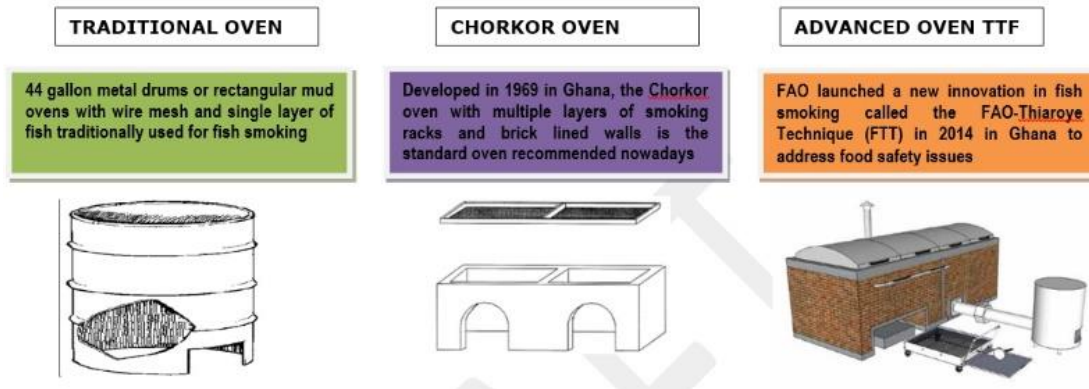 TRADITIONAL OVEN
44 gallon metal drums or rectangular mud
ovens with wire mesh and single layer of
fish traditionally used for fish smoking
CHORKOR OVEN
Developed in 1969 in Ghana, the Chorkor
oven with multiple layers of smoking
racks and brick lined walls is the
standard oven recommended nowadays
ADVANCED OVEN TTF
FAO launched a new innovation in fish
smoking called the FAO-Thiaroye
Technique (FTT) in 2014 in Ghana to
address food safety issues